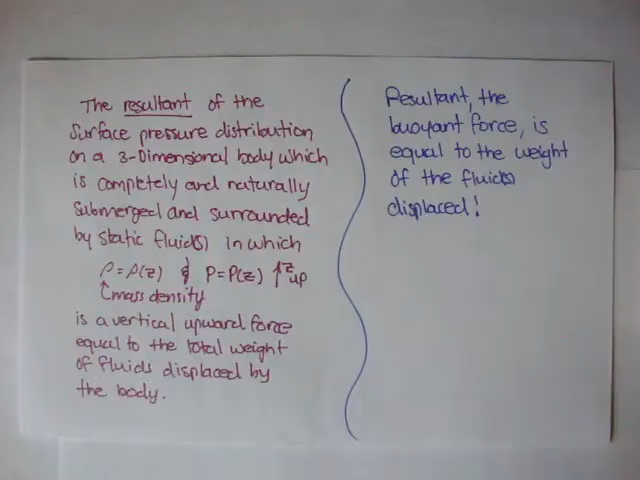 The resultant of the
surface pressure distribution
on a 3-Dimensional body which
is completely and naturally
submerged and surrounded
by static fluid(s) in which
ρ = ρ(z) & P = P(z) ↑z up
↑mass density
is a vertical upward force
equal to the total weight
of fluids displaced by
the body.
Resultant, the
buoyant force, is
equal to the weight
of the fluid(s)
displaced!